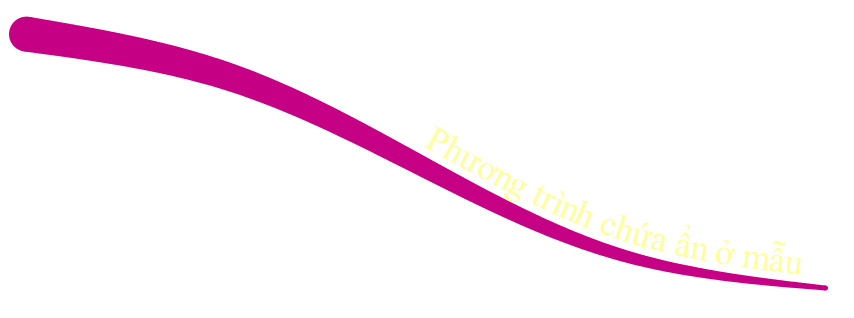 Phương trình chứa ẩn ở mẫu